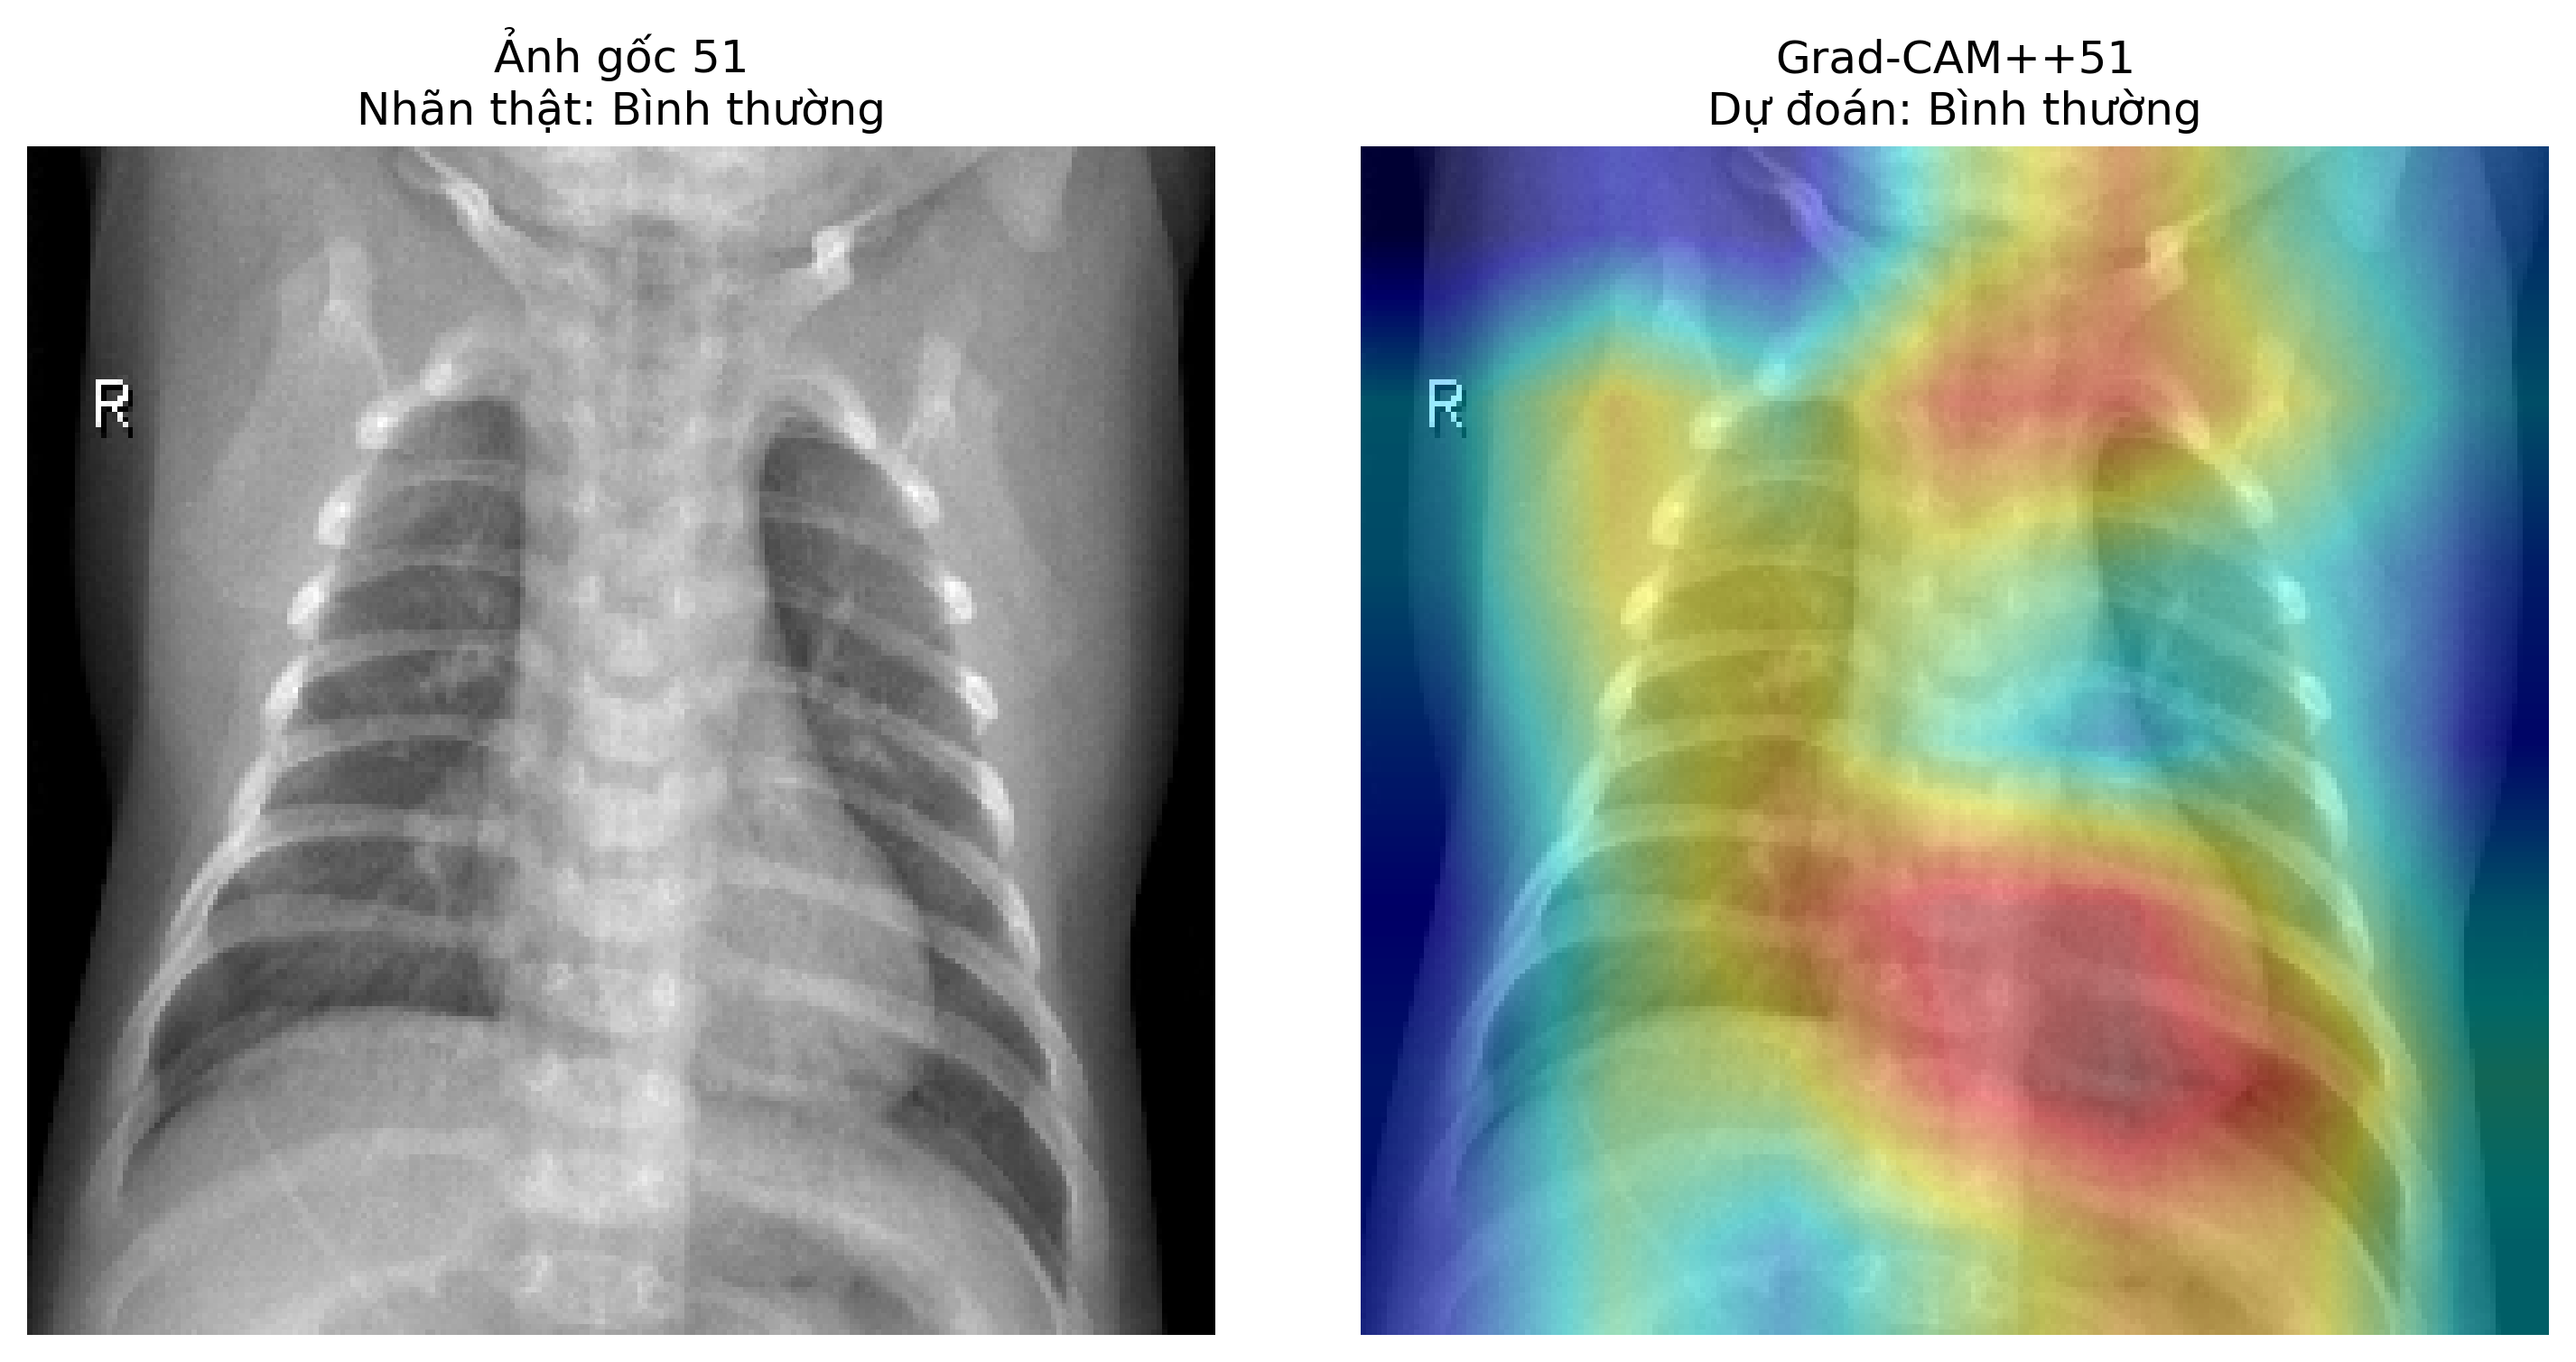 Ảnh gốc 51
Nhãn thật: Bình thường
R
Grad-CAM++51
Dự đoán: Bình thường
R